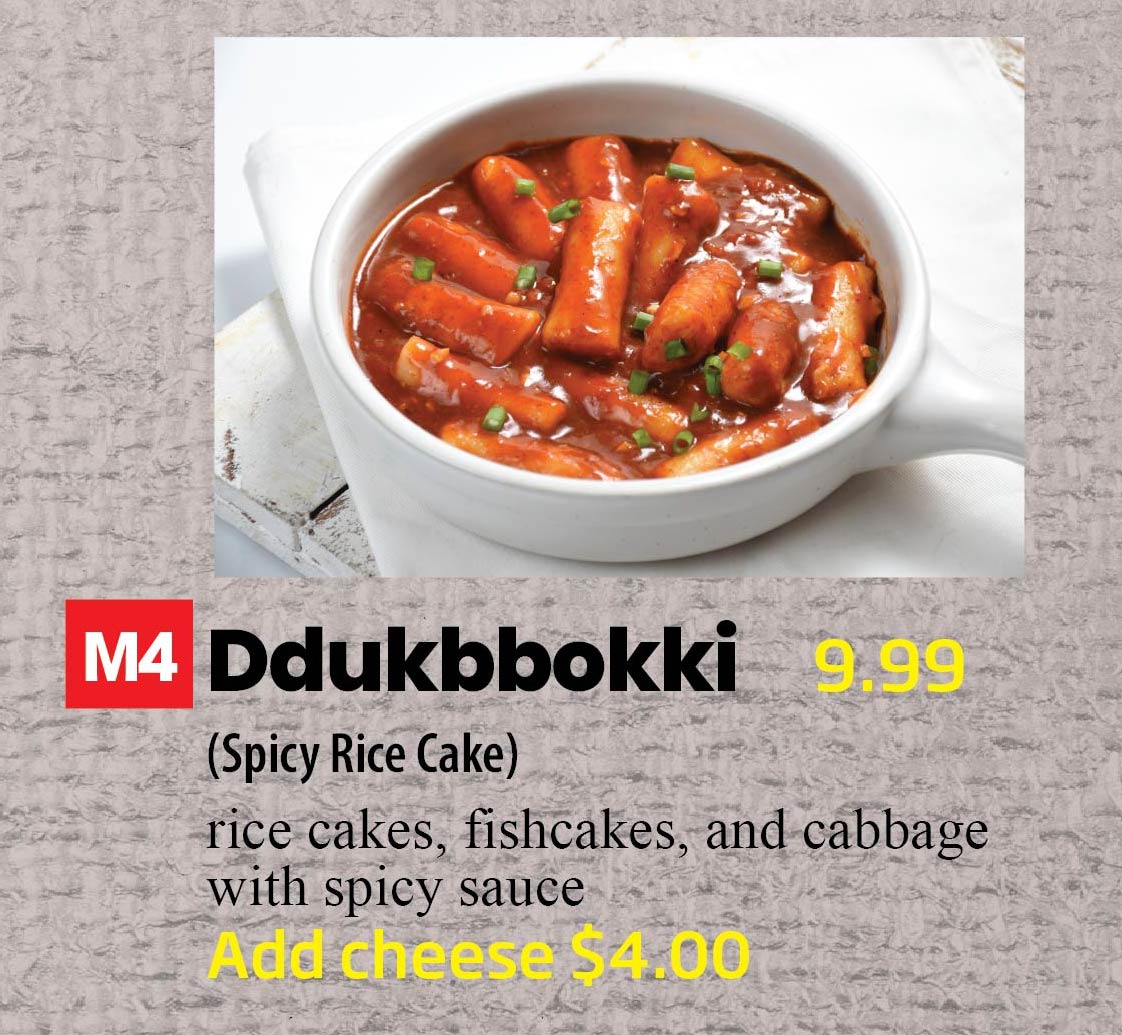 M4 Ddukbbokki 9.99
(Spicy Rice Cake)
rice cakes, fishcakes, and cabbage
with spicy sauce
Add cheese $4.00